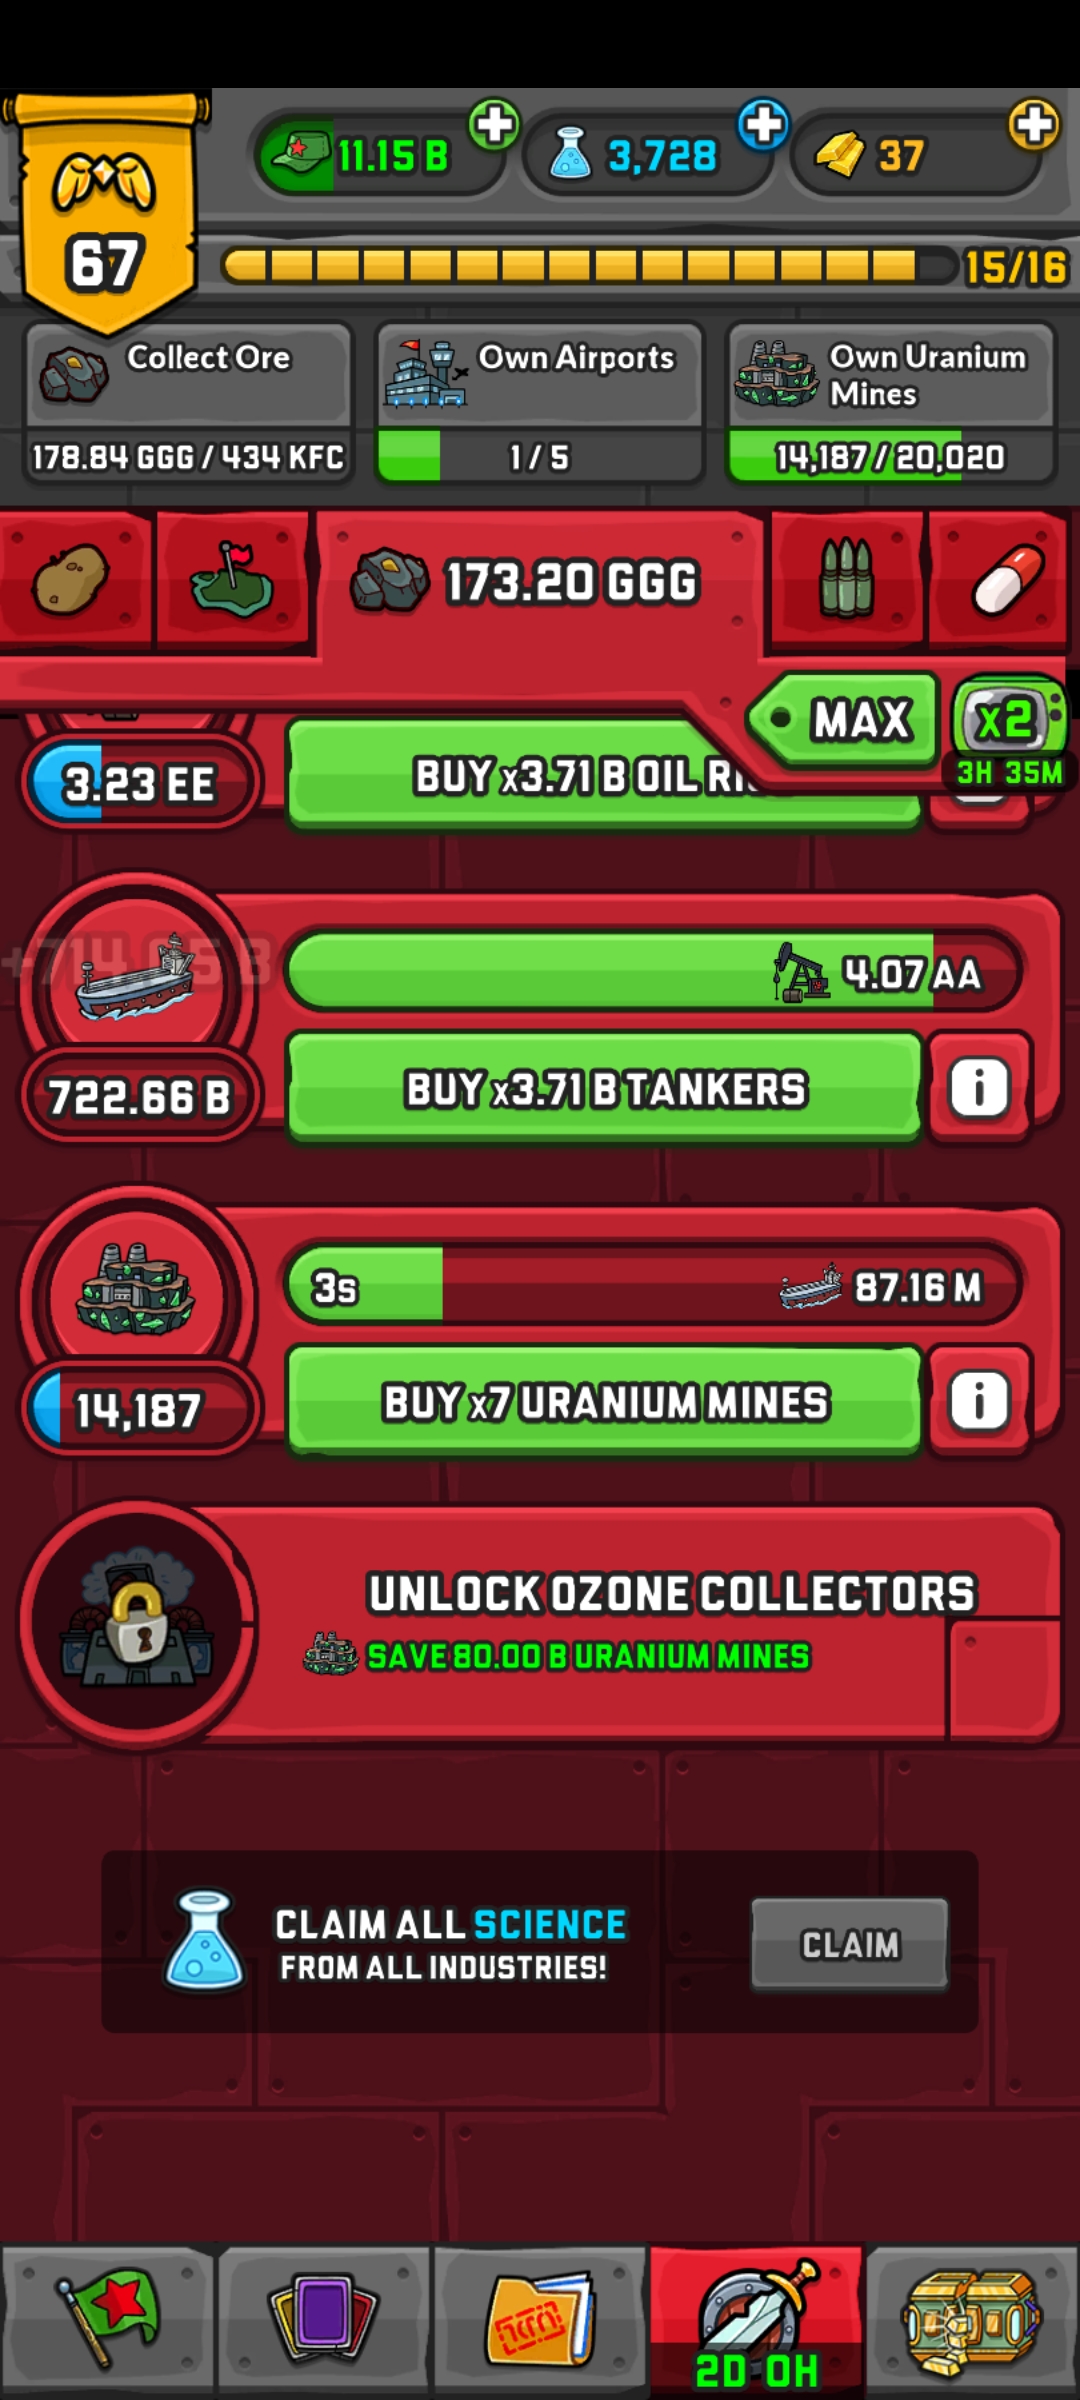 11.15 B
3,728
37
67
15/16
Collect Ore
178.84 GGG / 434 KFC
Own Airports
1 / 5
Own Uranium
Mines
14,187 / 20,020
173.20 GGG
MAX
x2
3H 35M
3.23 EE
BUY x3.71 B OIL
4.07 AA
722.66 B
BUY x3.71 B TANKERS
i
3s
87.16 M
14,187
BUY x7 URANIUM MINES
i
UNLOCK OZONE COLLECTORS
SAVE 80.00 B URANIUM MINES
CLAIM ALL SCIENCE
FROM ALL INDUSTRIES!
CLAIM
2D 0H